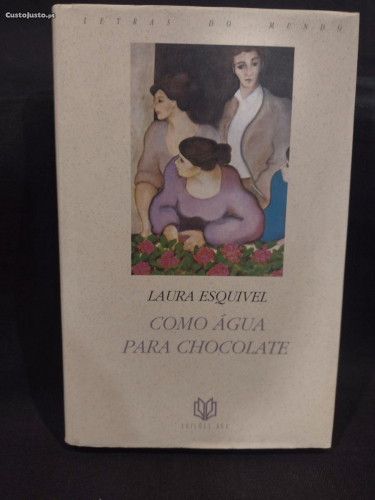 CustoJusto.pt
LETRAS DO MUNDO
LAURA ESQUIVEL
COMO ÁGUA
PARA CHOCOLATE
EDIÇÕES ASA